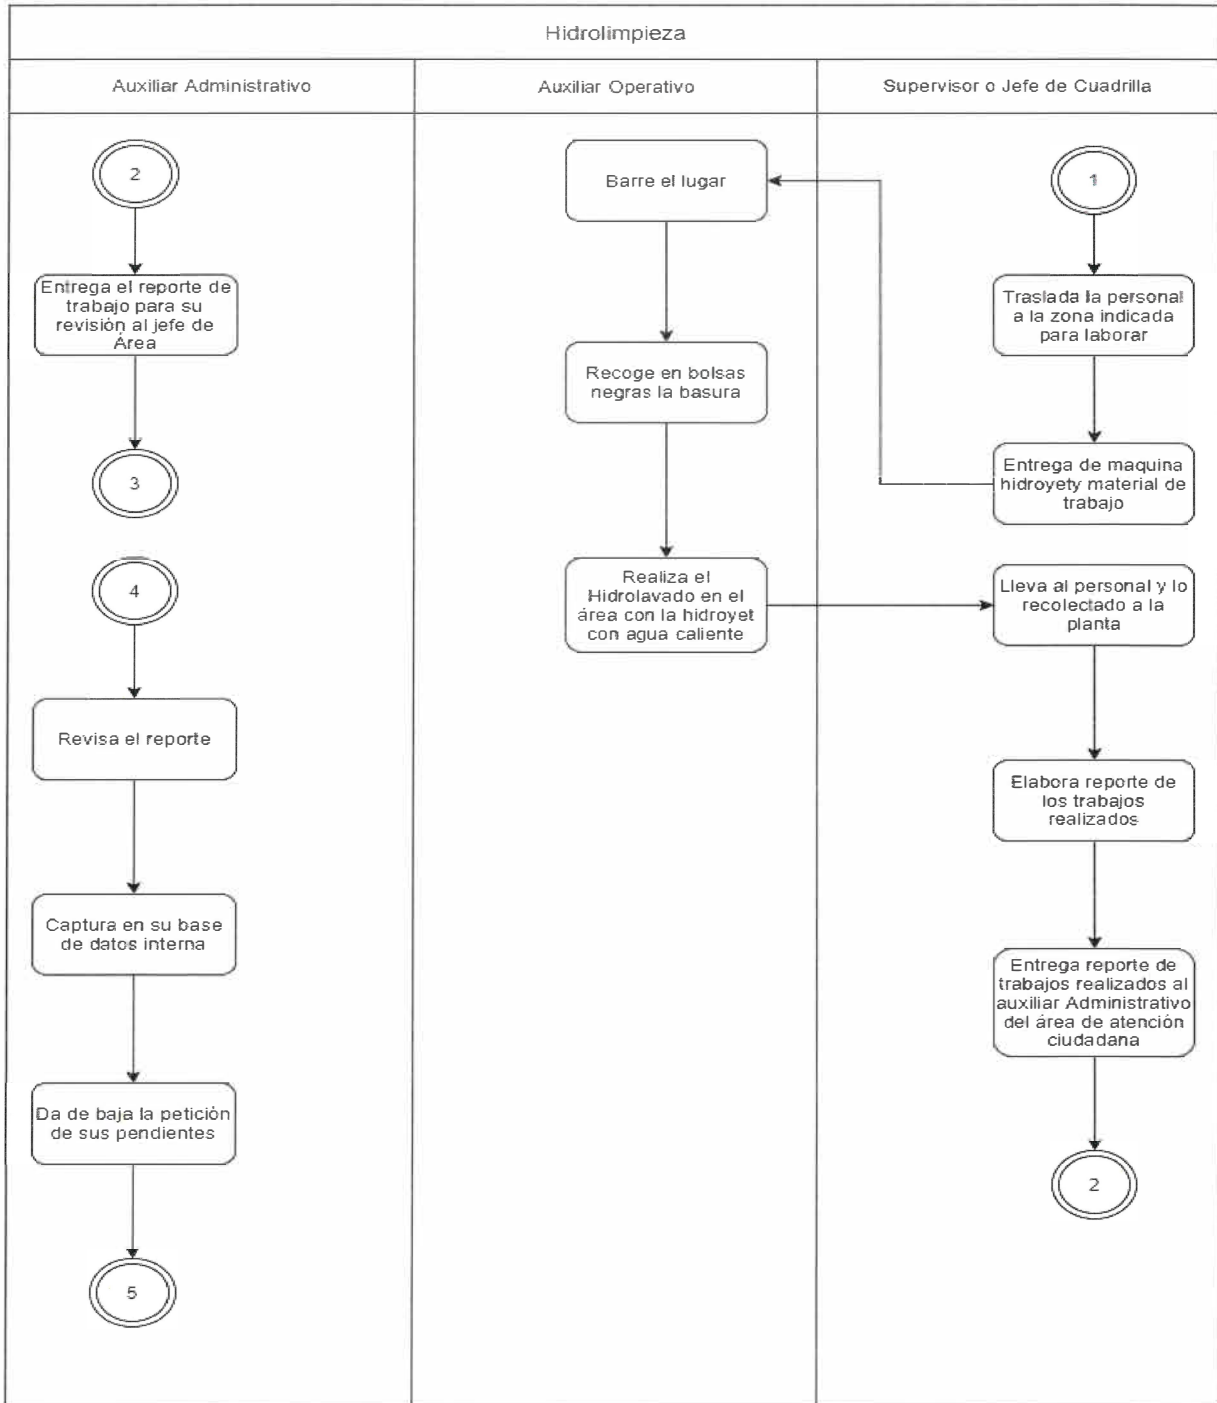 Hidrolimpieza
Auxiliar Administrativo
Auxiliar Operativo
Supervisor o Jefe de Cuadrilla
2
Entrega el reporte de
trabajo para su
revisión al jefe de
Área
3
4
Revisa el reporte
Captura en su base
de datos interna
Da de baja la petición
de sus pendientes
5
Barre el lugar
Recoge en bolsas
negras la basura
Realiza el
Hidrolavado en el
área con la hidroyet
con agua caliente
1
Traslada la personal
a la zona indicada
para laborar
Entrega de maquina
hidroyety material de
trabajo
Lleva al personal y lo
recolectado a la
planta
Elabora reporte de
los trabajos
realizados
Entrega reporte de
trabajos realizados al
auxiliar Administrativo
del área de atención
ciudadana
2